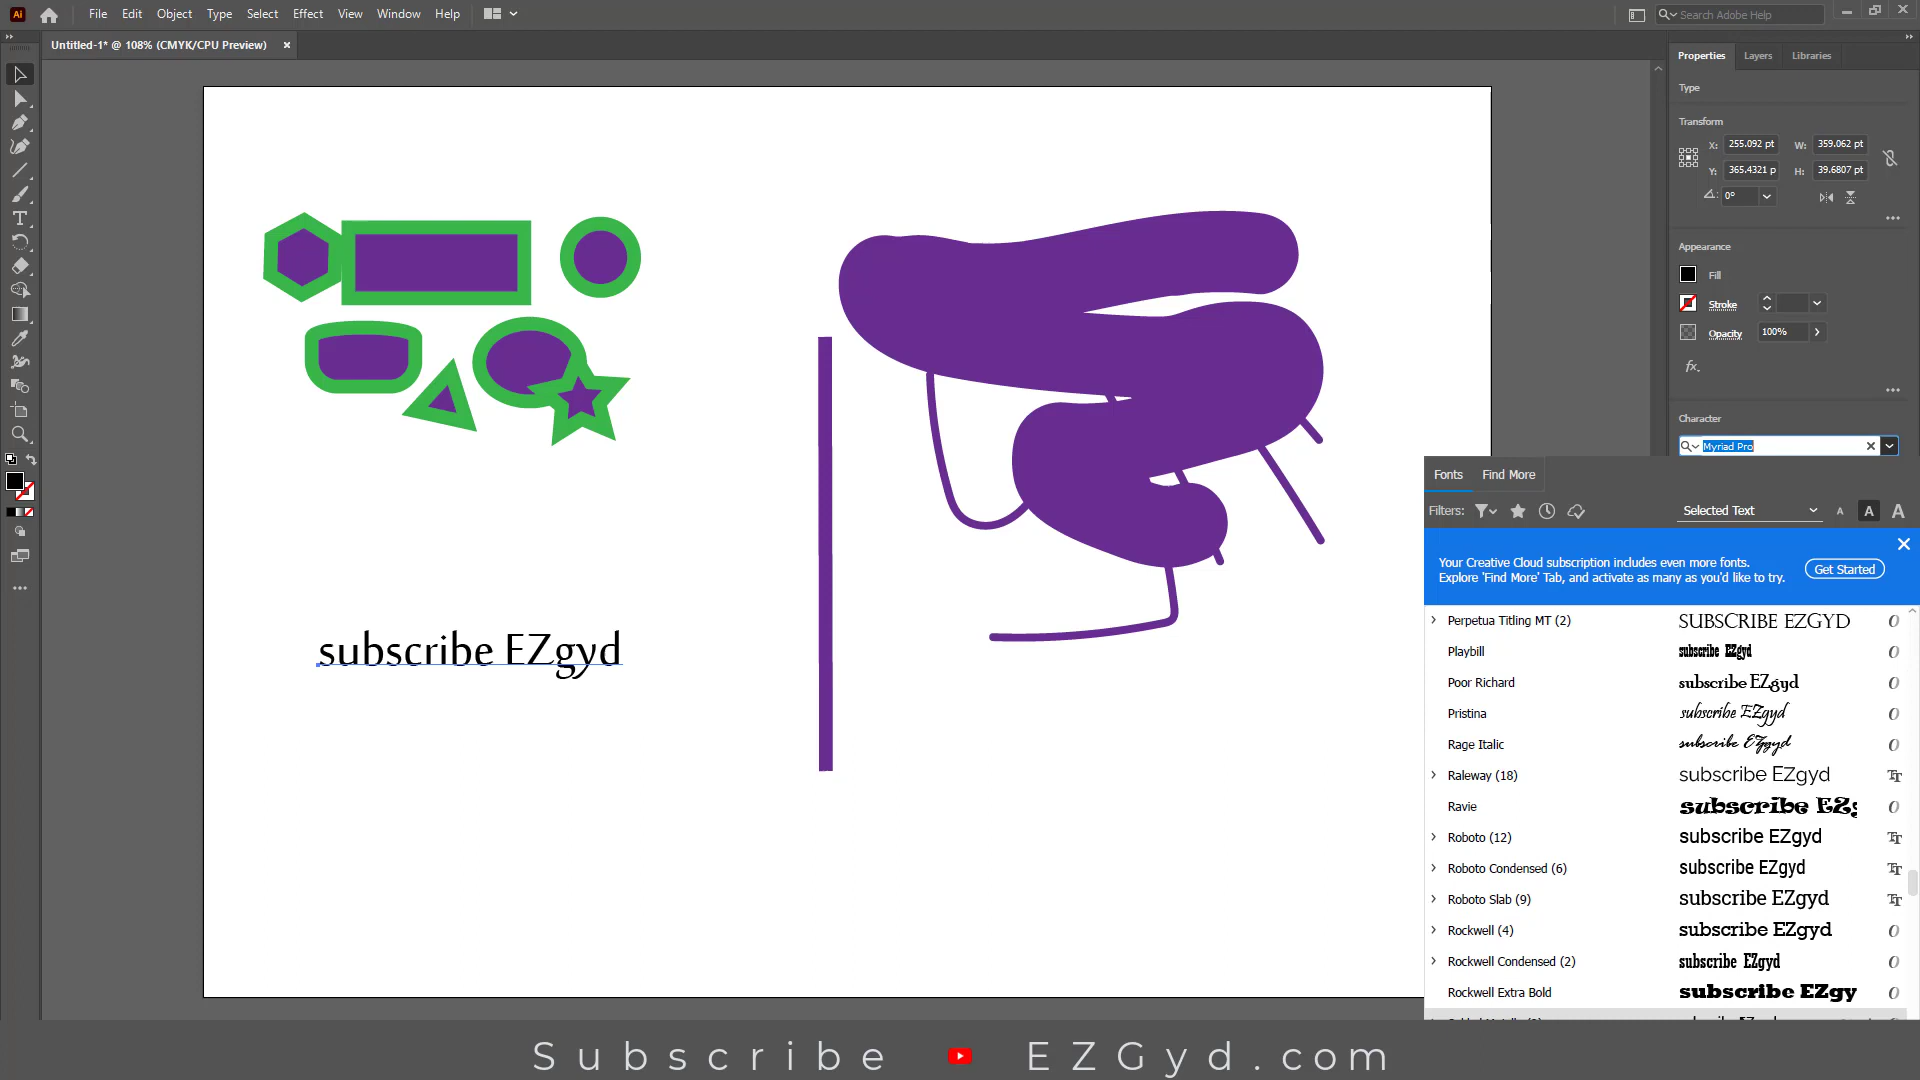 Ai File Edit Object Type Select Effect View Window Help Search Adobe Help
Untitled-1* @ 108% (CMYK/CPU Preview)
Properties Layers Libraries
Type
Transform
X: 255.092 pt W: 359.062 pt
Y: 365.4321 p H: 39.6807 pt
0°
Appearance
Fill
Stroke
Opacity 100%
fx.
Character
Myriad Pro
Fonts Find More
Filters: Selected Text A A A
Your Creative Cloud subscription includes even more fonts.
Explore 'Find More' Tab, and activate as many as you'd like to try.
Get Started
Perpetua Titling MT (2) SUBSCRIBE EZGYD
Playbill subscribe EZgyd
Poor Richard subscribe EZgyd
Pristina subscribe EZgyd
Rage Italic subscribe EZgyd
Raleway (18) subscribe EZgyd
Ravie subscribe EZg
Roboto (12) subscribe EZgyd
Roboto Condensed (6) subscribe EZgyd
Roboto Slab (9) subscribe EZgyd
Rockwell (4) subscribe EZgyd
Rockwell Condensed (2) subscribe EZgyd
Rockwell Extra Bold subscribe EZgy
subscribe EZgyd
Subscribe EZGyd.com